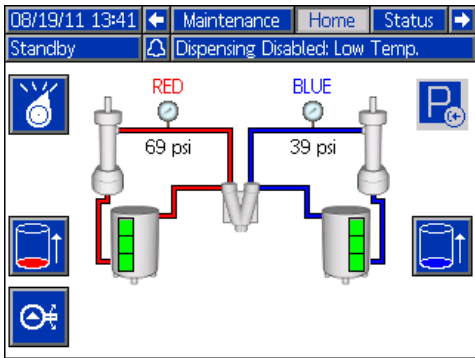 08/19/11 13:41 Maintenance Home Status
Standby Dispensing Disabled: Low Temp.
RED BLUE
69 psi 39 psi
P